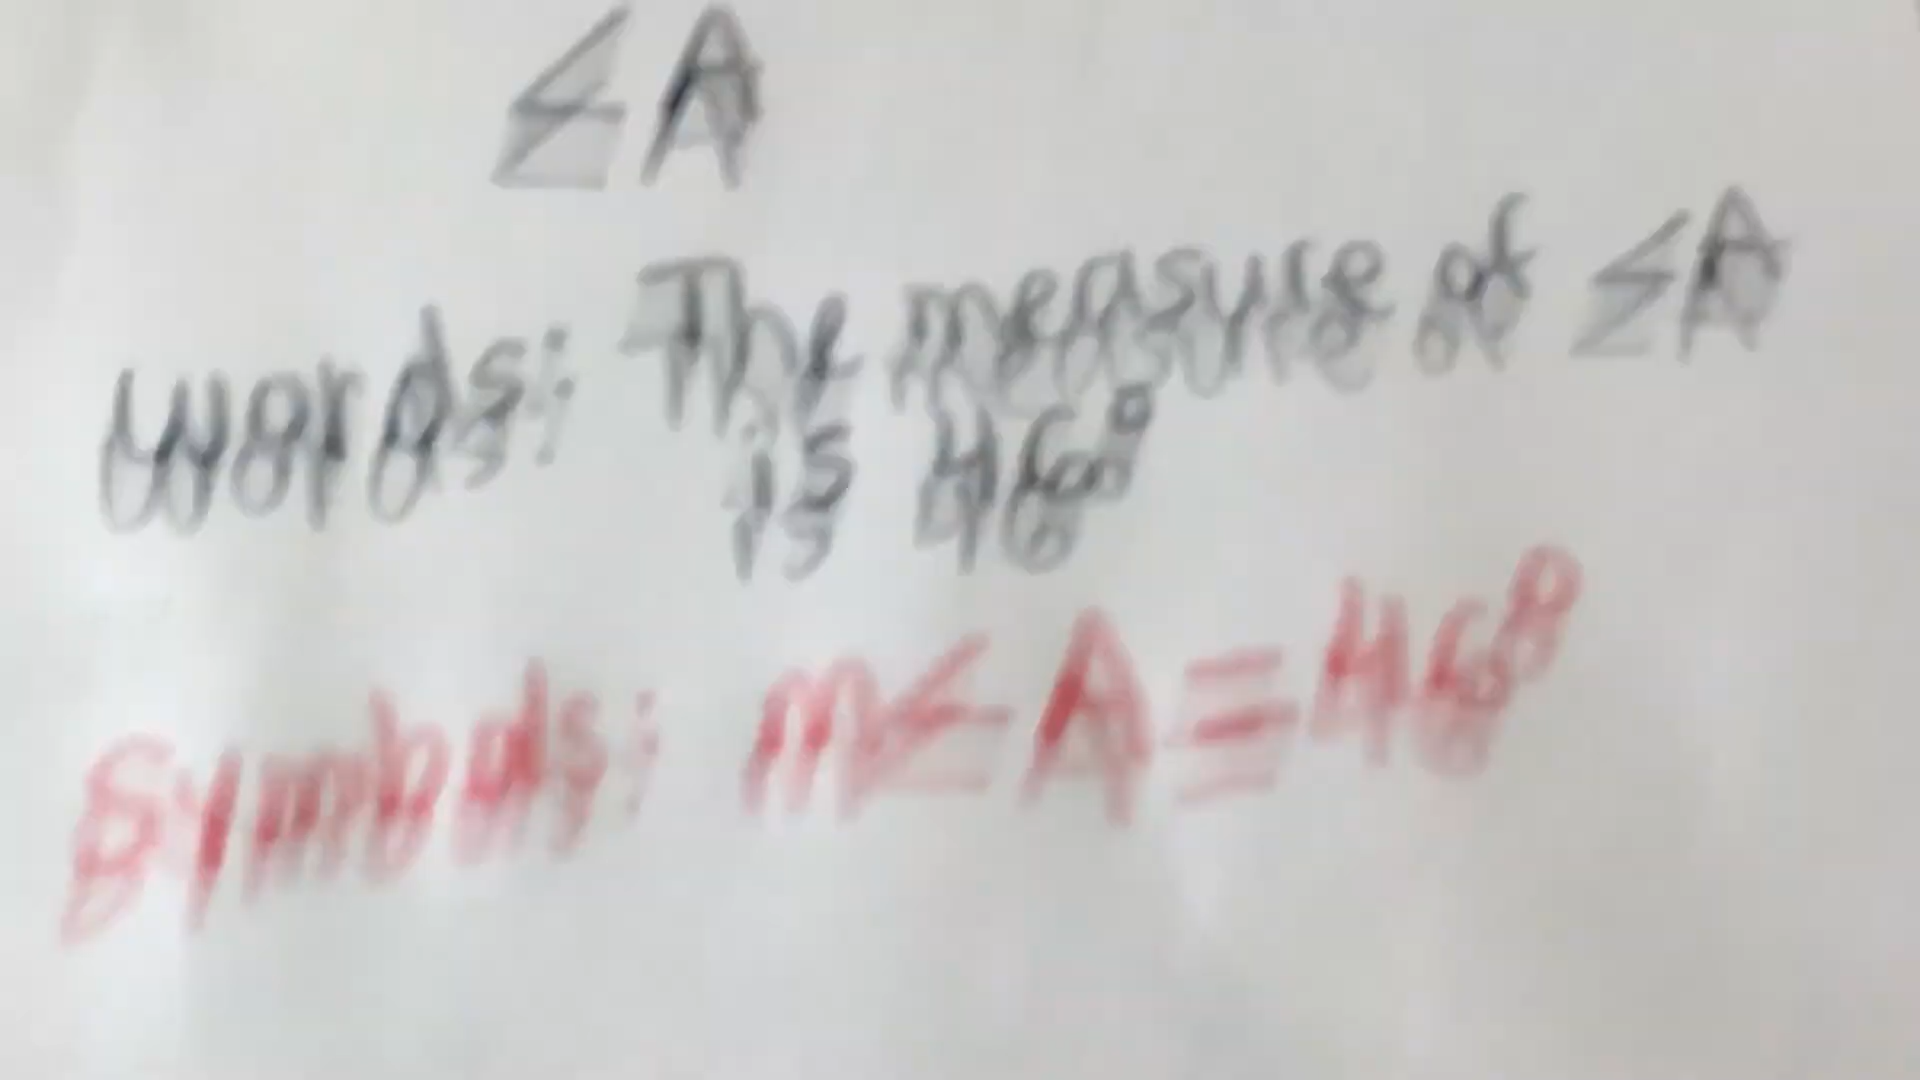 ∠A
words: The measure of ∠A
is 46°
Symbols: m∠A = 46°